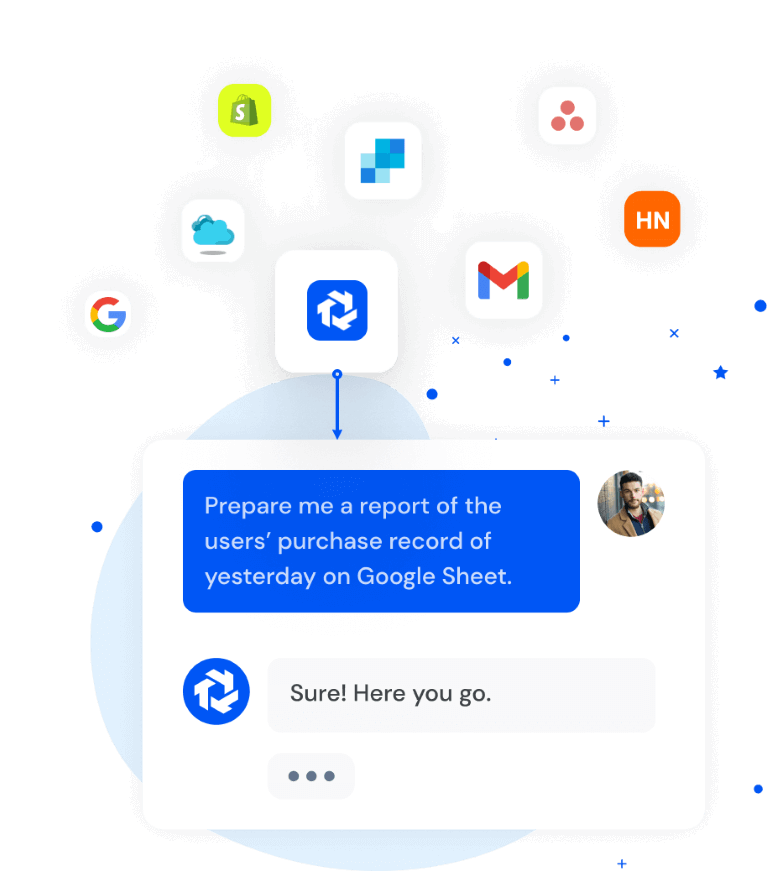 S
HN
Prepare me a report of the
users’ purchase record of
yesterday on Google Sheet.
Sure! Here you go.